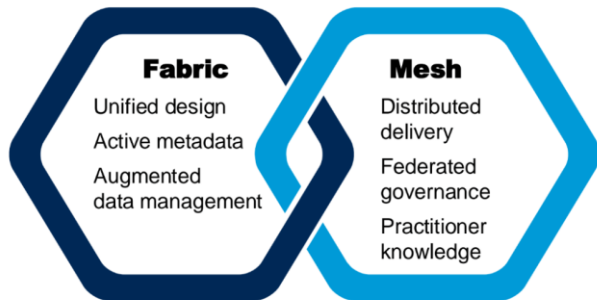 Fabric
Unified design
Active metadata
Augmented
data management
Mesh
Distributed
delivery
Federated
governance
Practitioner
knowledge